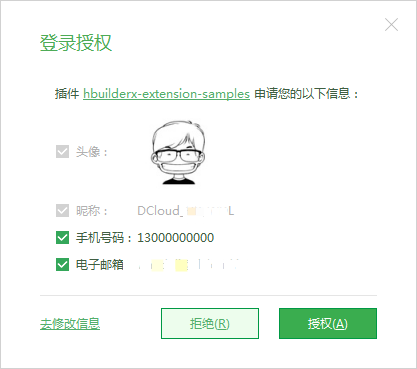 登录授权
插件 hbuilderx-extension-samples 申请您的以下信息：
头像：
昵称： DCloud_ L
手机号码：13000000000
电子邮箱
去修改信息 拒绝(R) 授权(A)